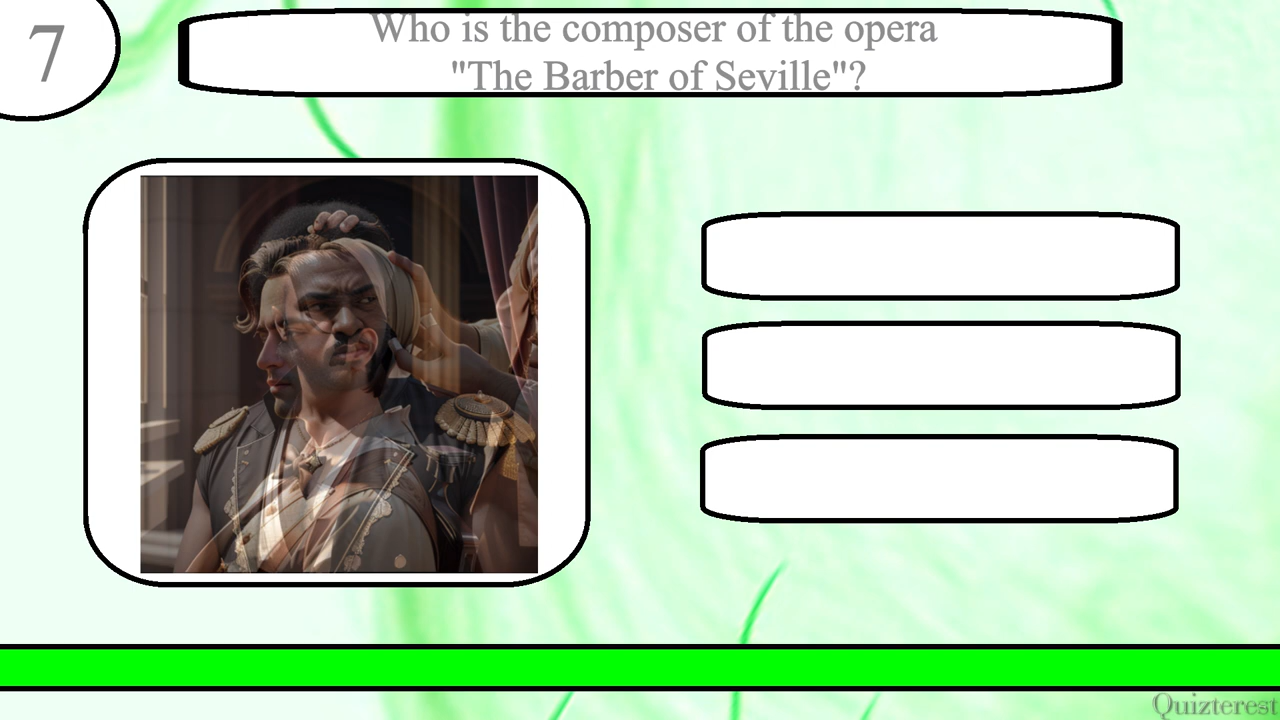 7
Who is the composer of the opera
"The Barber of Seville"?
Quizterest